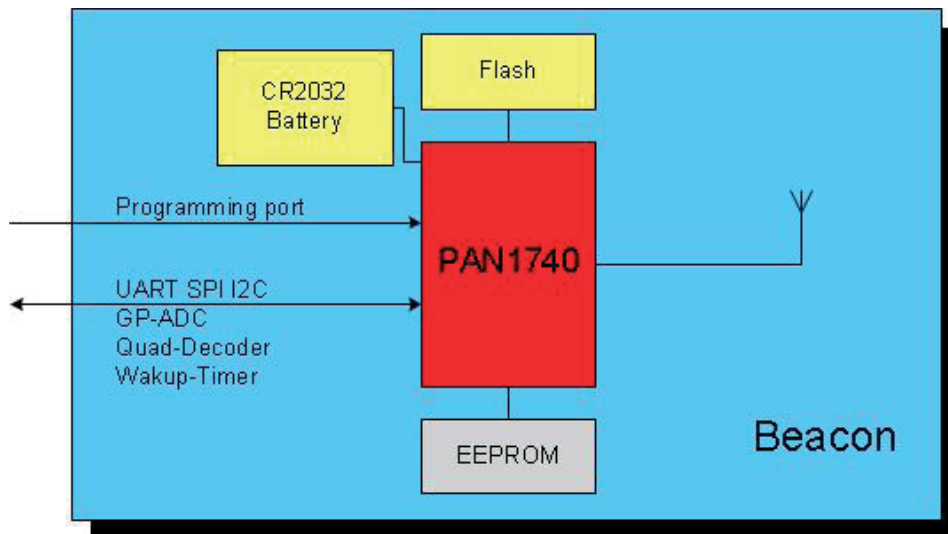 Flash
CR2032
Battery
Programming port
PAN1740
UART SPI I2C
GP-ADC
Quad-Decoder
Wakup-Timer
Beacon
EEPROM